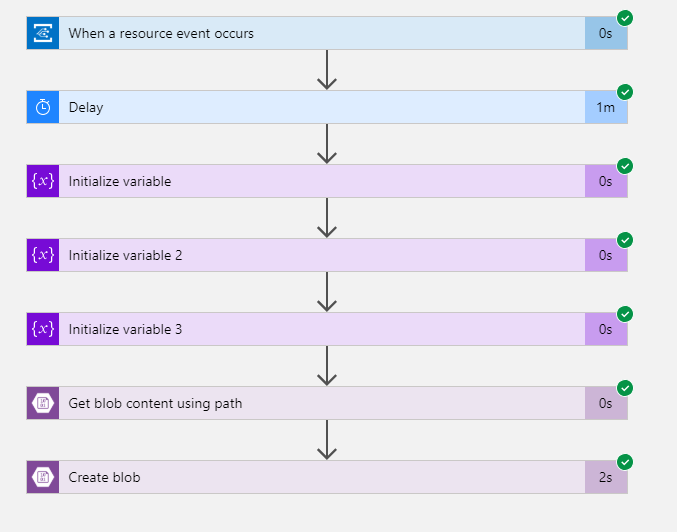 When a resource event occurs 0s
Delay 1m
{x} Initialize variable 0s
{x} Initialize variable 2 0s
{x} Initialize variable 3 0s
Get blob content using path 0s
Create blob 2s